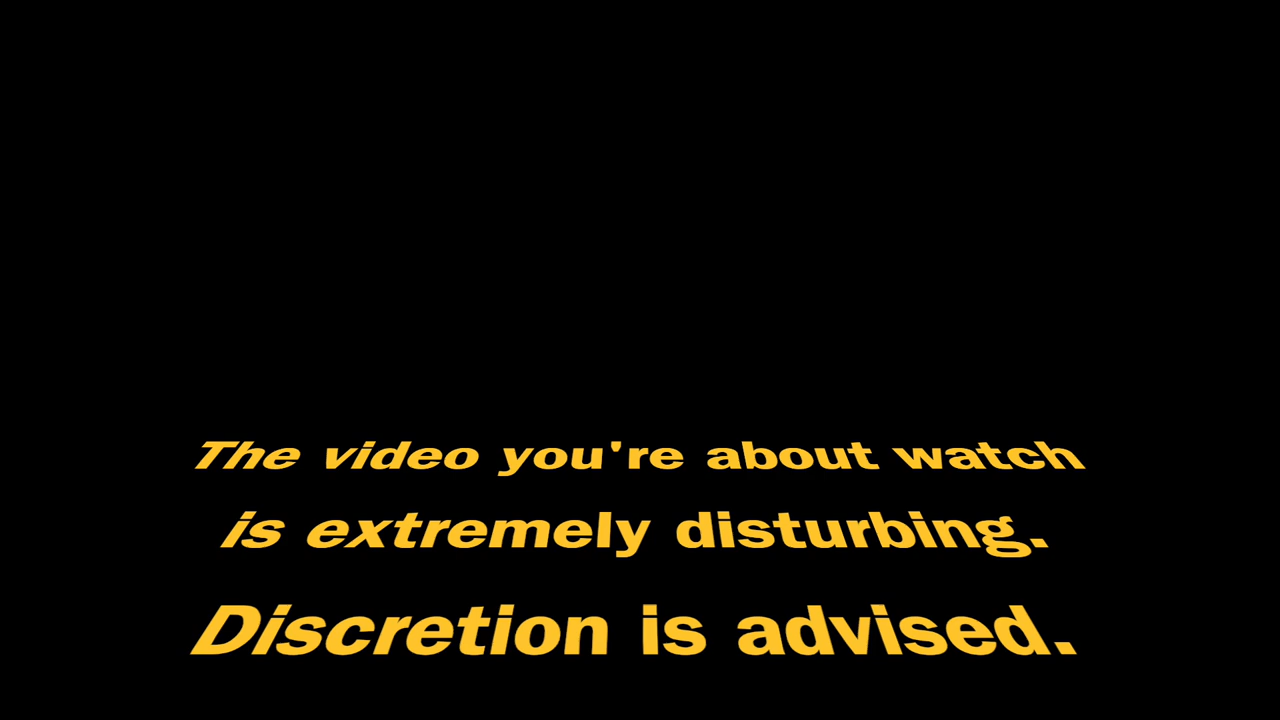 The video you're about watch
is extremely disturbing.
Discretion is advised.